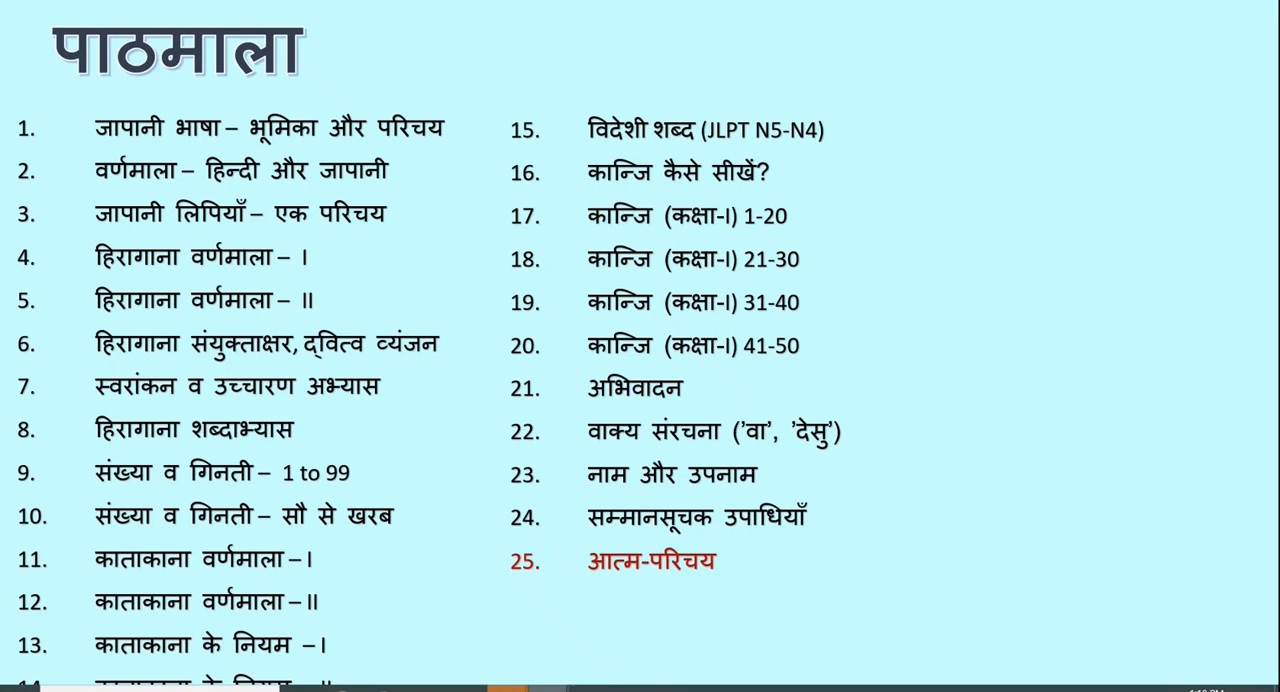 पाठमाला
1. जापानी भाषा – भूमिका और परिचय
2. वर्णमाला – हिन्दी और जापानी
3. जापानी लिपियाँ – एक परिचय
4. हिरागाना वर्णमाला – I
5. हिरागाना वर्णमाला – II
6. हिरागाना संयुक्ताक्षर, द्वित्व व्यंजन
7. स्वरांकन व उच्चारण अभ्यास
8. हिरागाना शब्दाभ्यास
9. संख्या व गिनती – 1 to 99
10. संख्या व गिनती – सौ से खरब
11. काताकाना वर्णमाला – I
12. काताकाना वर्णमाला – II
13. काताकाना के नियम – I
15. विदेशी शब्द (JLPT N5-N4)
16. कान्जि कैसे सीखें?
17. कान्जि (कक्षा-I) 1-20
18. कान्जि (कक्षा-I) 21-30
19. कान्जि (कक्षा-I) 31-40
20. कान्जि (कक्षा-I) 41-50
21. अभिवादन
22. वाक्य संरचना (’वा’, ’देसु’)
23. नाम और उपनाम
24. सम्मानसूचक उपाधियाँ
25. आत्म-परिचय